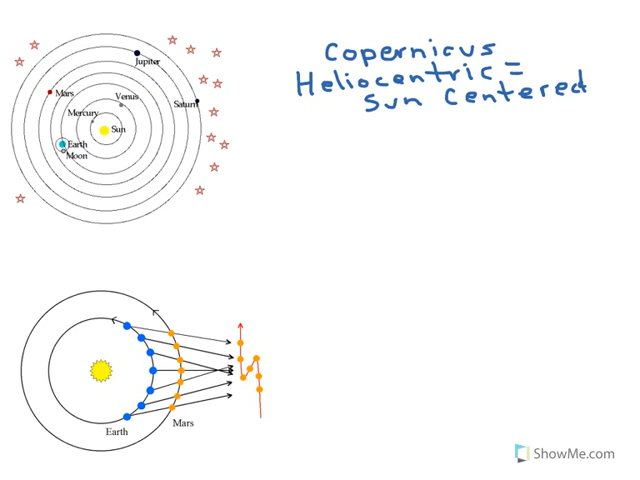 Copernicus
Heliocentric =
Sun Centered
Jupiter
Mars
Venus
Saturn
Mercury
Sun
Earth
Moon
Earth
Mars
ShowMe.com